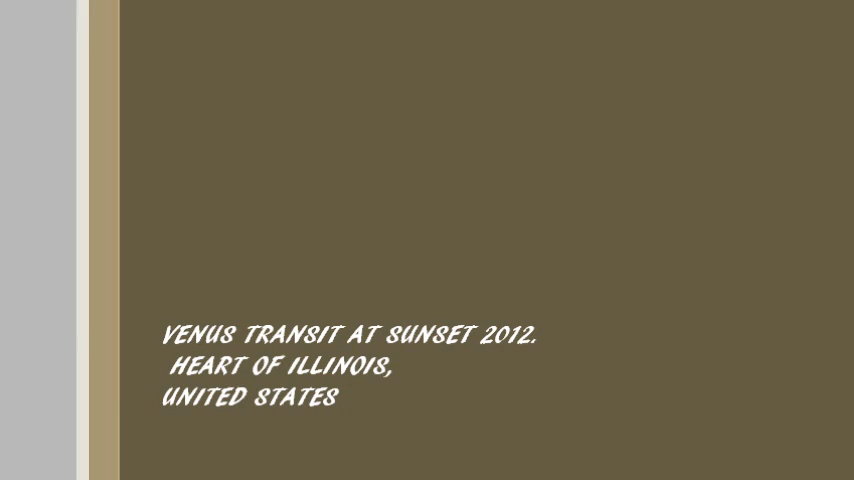 VENUS TRANSIT AT SUNSET 2012.
HEART OF ILLINOIS,
UNITED STATES